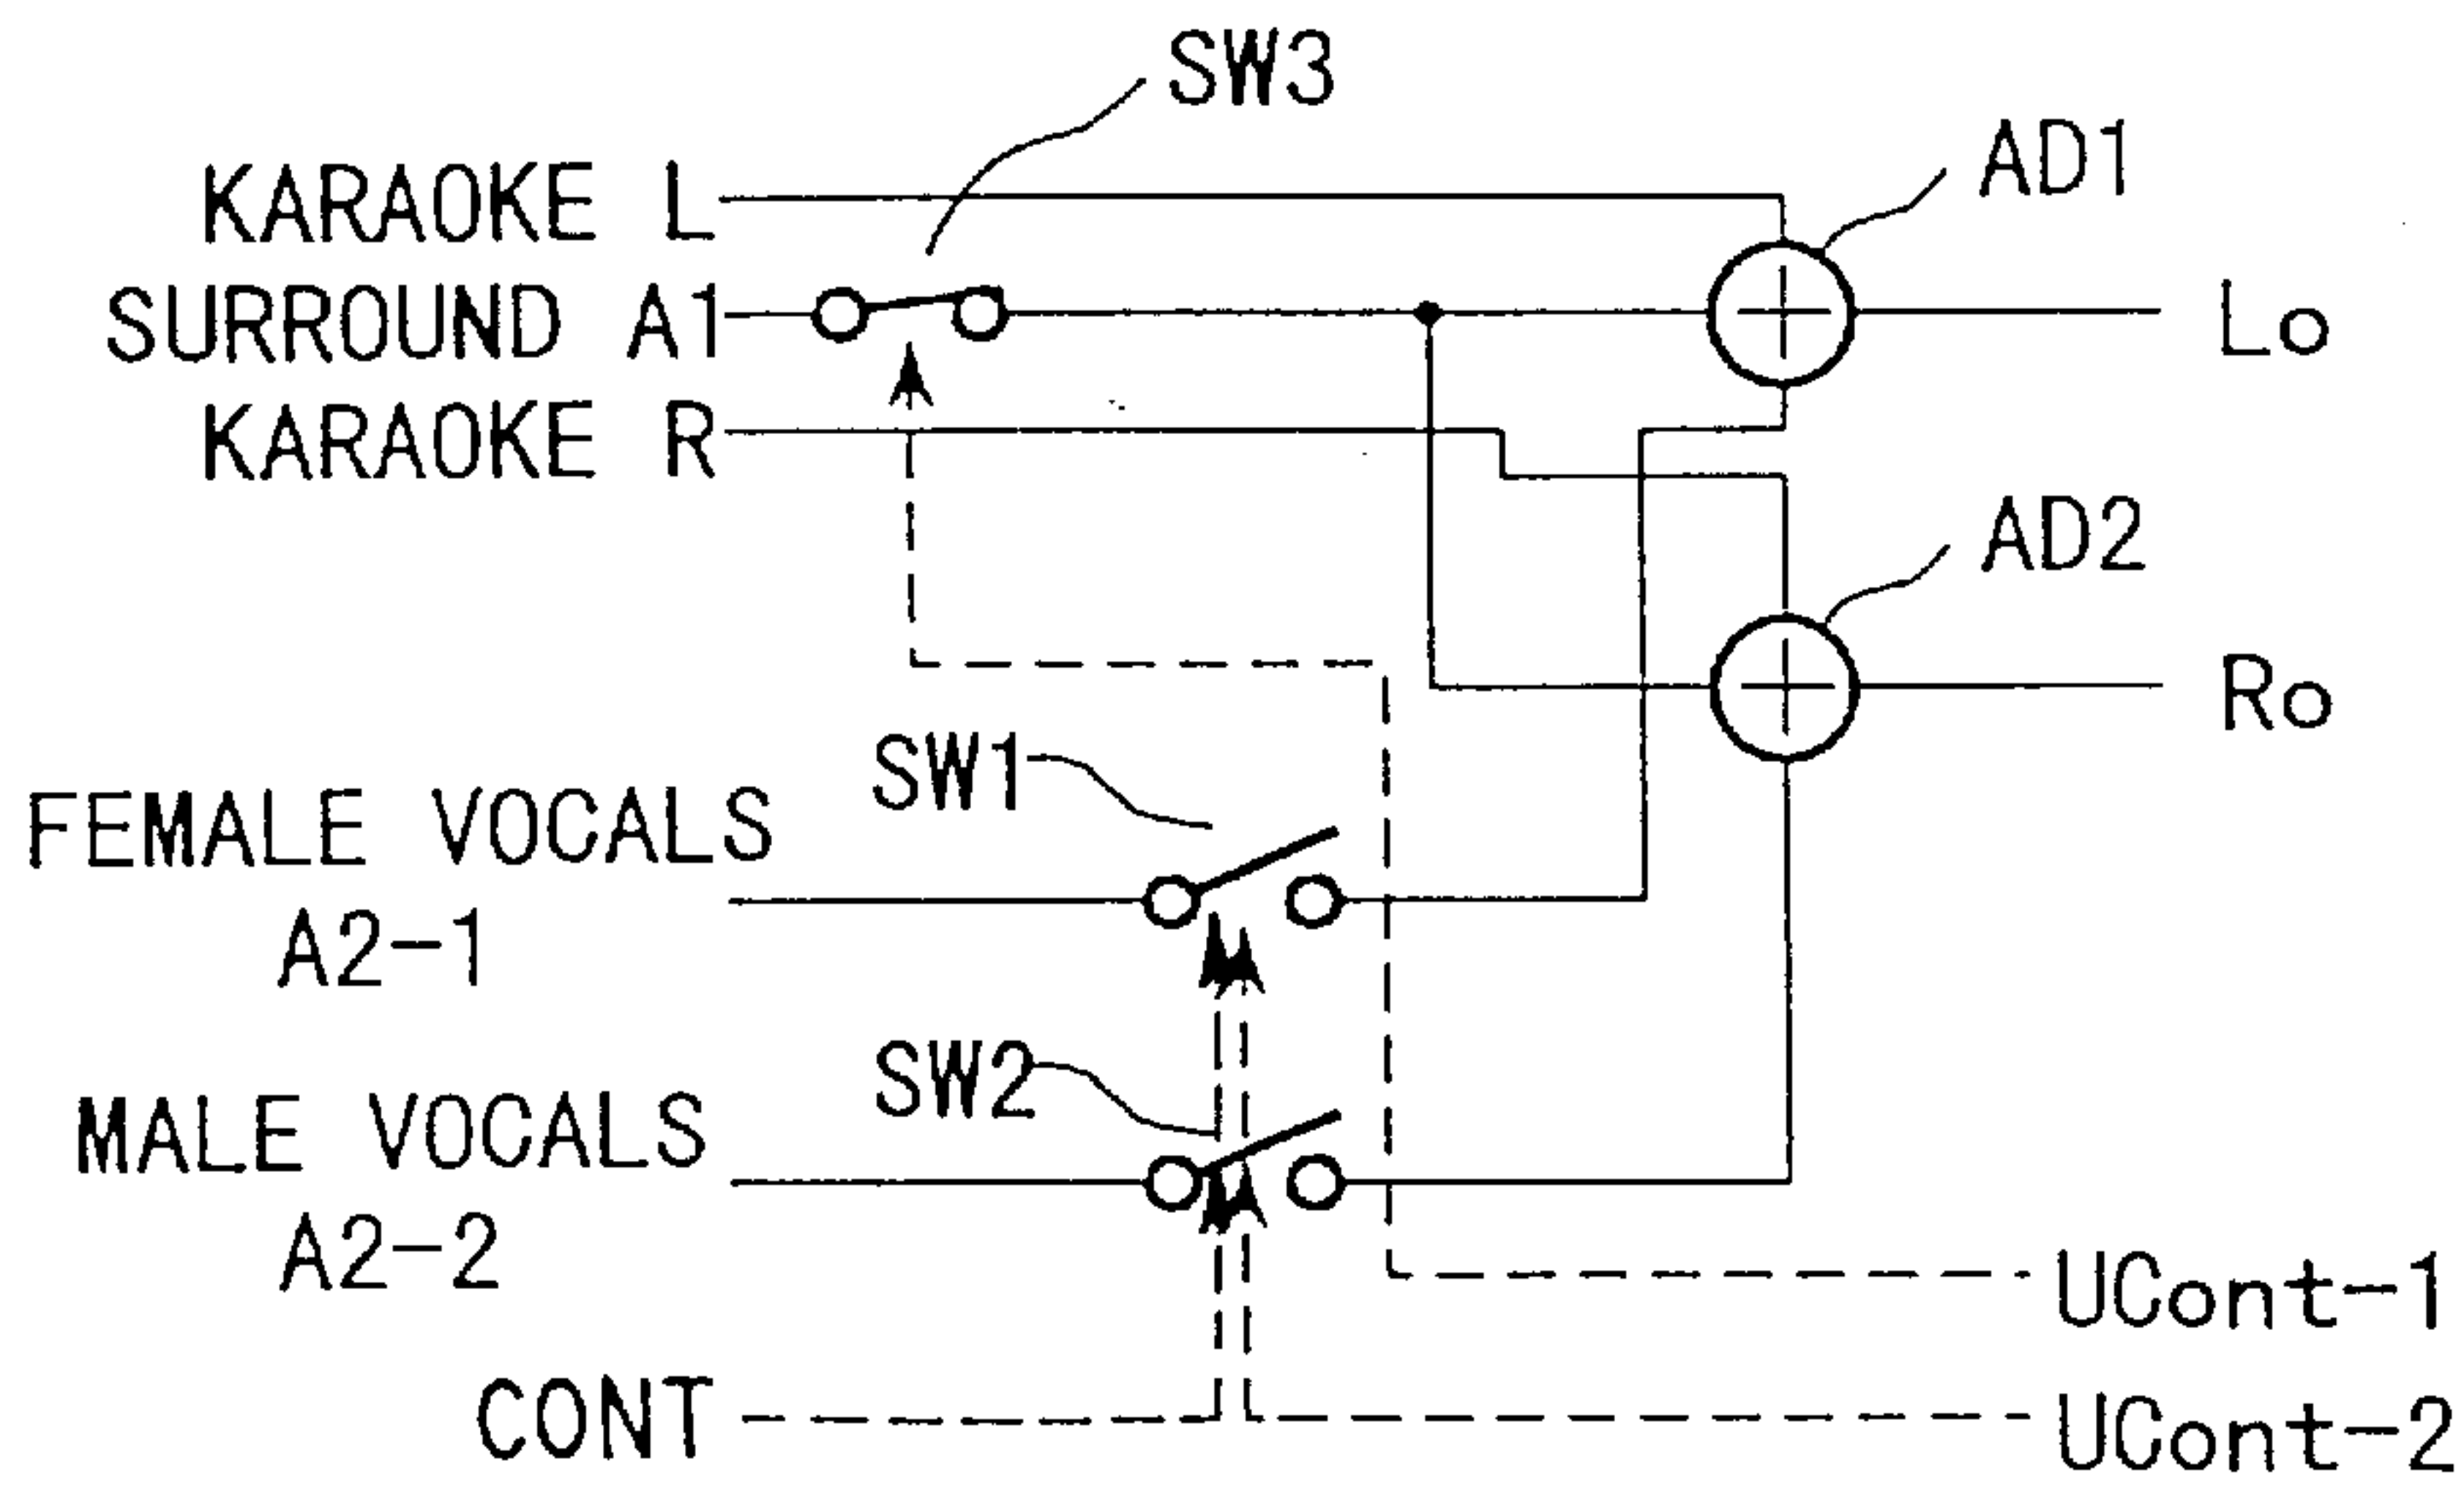 SW3
AD1
KARAOKE L
SURROUND A1
Lo
KARAOKE R
AD2
Ro
SW1
FEMALE VOCALS
A2-1
SW2
MALE VOCALS
A2-2
UCont-1
CONT
UCont-2